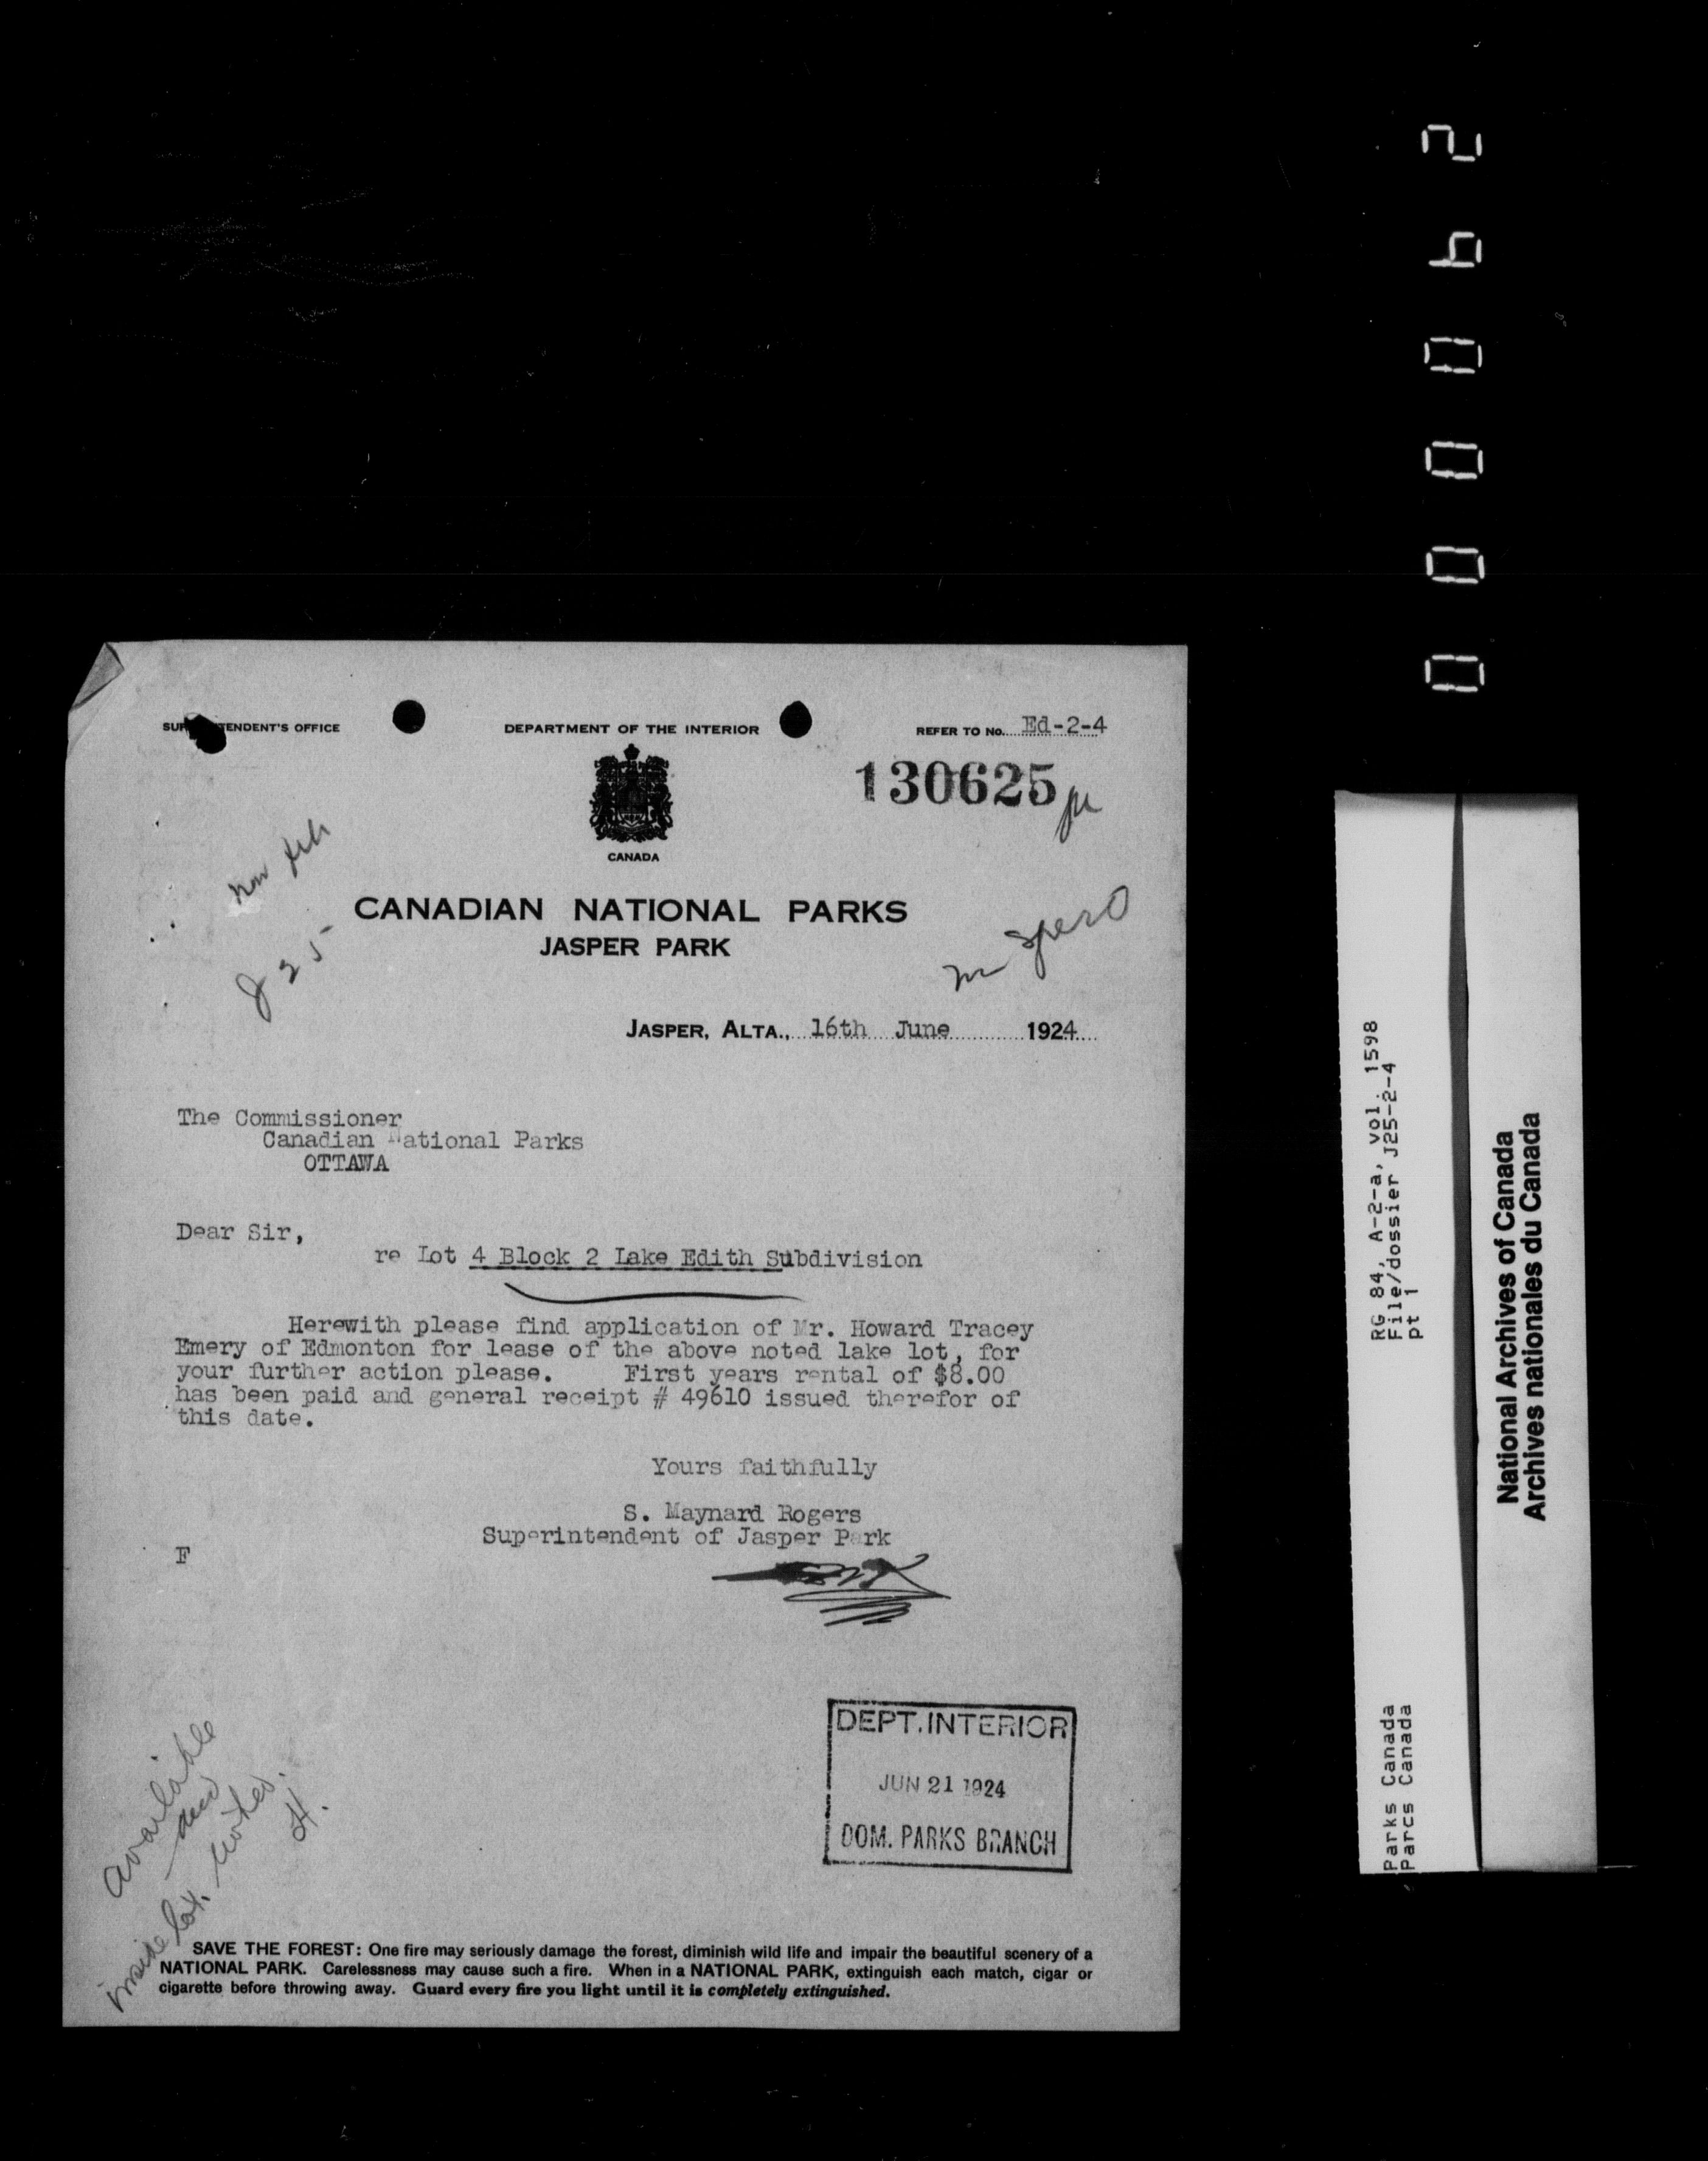 SUP TENDENT'S OFFICE
DEPARTMENT OF THE INTERIOR
REFER TO No. Ed-2-4
130625
CANADA
CANADIAN NATIONAL PARKS
JASPER PARK
Mr Spero
JASPER, ALTA., 16th June 1924
The Commissioner
Canadian National Parks
OTTAWA
Dear Sir,
re Lot 4 Block 2 Lake Edith Subdivision
Herewith please find application of Mr. Howard Tracey
Emery of Edmonton for lease of the above noted lake lot, for
your further action please. First years rental of $8.00
has been paid and general receipt # 49610 issued therefor of
this date.
Yours faithfully
S. Maynard Rogers
Superintendent of Jasper Park
F
DEPT. INTERIOR
JUN 21 1924
DOM. PARKS BRANCH
available
and
inside lot. noted.
H.
SAVE THE FOREST: One fire may seriously damage the forest, diminish wild life and impair the beautiful scenery of a
NATIONAL PARK. Carelessness may cause such a fire. When in a NATIONAL PARK, extinguish each match, cigar or
cigarette before throwing away. Guard every fire you light until it is completely extinguished.
000062
RG 84, A-2-a, vol. 1598
File/dossier J25-2-4
pt 1
Parks Canada
Parcs Canada
National Archives of Canada
Archives nationales du Canada